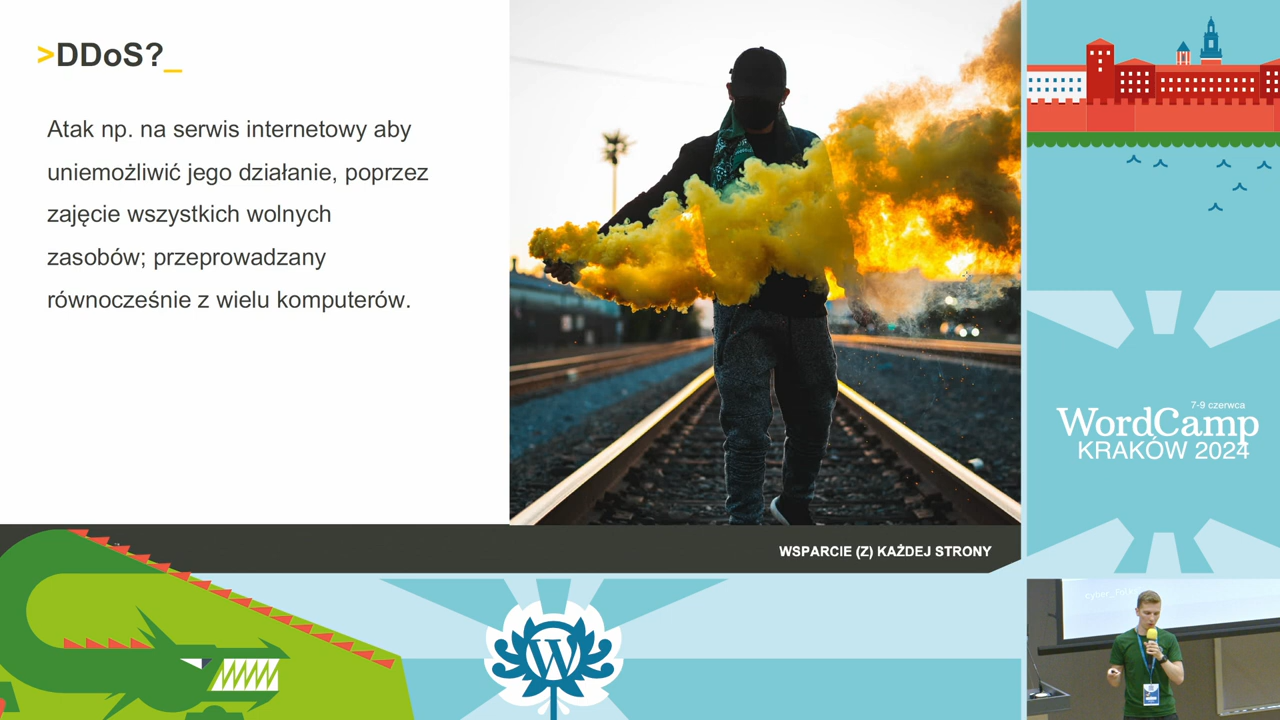 >DDoS?_
Atak np. na serwis internetowy aby
uniemożliwić jego działanie, poprzez
zajęcie wszystkich wolnych
zasobów; przeprowadzany
równocześnie z wielu komputerów.
WSPARCIE (Z) KAŻDEJ STRONY
7-9 czerwca
WordCamp
KRAKÓW 2024
W